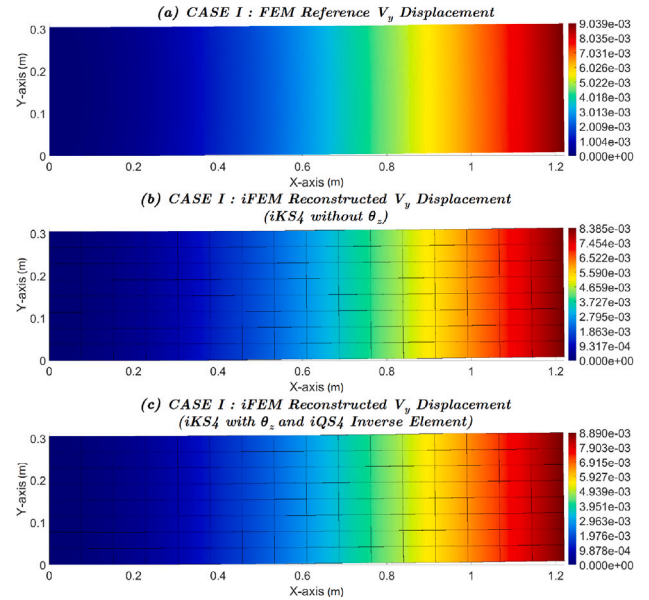 (a) CASE I : FEM Reference Vy Displacement
9.039e-03
9.035e-03
7.031e-03
6.026e-03
5.022e-03
4.018e-03
3.013e-03
2.009e-03
1.004e-03
0.000e+00
Y-axis (m)
0.3
0.2
0.1
0
0 0.2 0.4 0.6 0.8 1 1.2
X-axis (m)
(b) CASE I : iFEM Reconstructed Vy Displacement
(iKS4 without θz)
8.385e-03
7.454e-03
6.522e-03
5.590e-03
4.659e-03
3.727e-03
2.795e-03
1.863e-03
9.317e-04
0.000e+00
Y-axis (m)
0.3
0.2
0.1
0
0 0.2 0.4 0.6 0.8 1 1.2
X-axis (m)
(c) CASE I : iFEM Reconstructed Vy Displacement
(iKS4 with θz and iQS4 Inverse Element)
8.890e-03
7.903e-03
6.915e-03
5.927e-03
4.939e-03
3.951e-03
2.963e-03
1.976e-03
9.878e-04
0.000e+00
Y-axis (m)
0.3
0.2
0.1
0
0 0.2 0.4 0.6 0.8 1 1.2
X-axis (m)